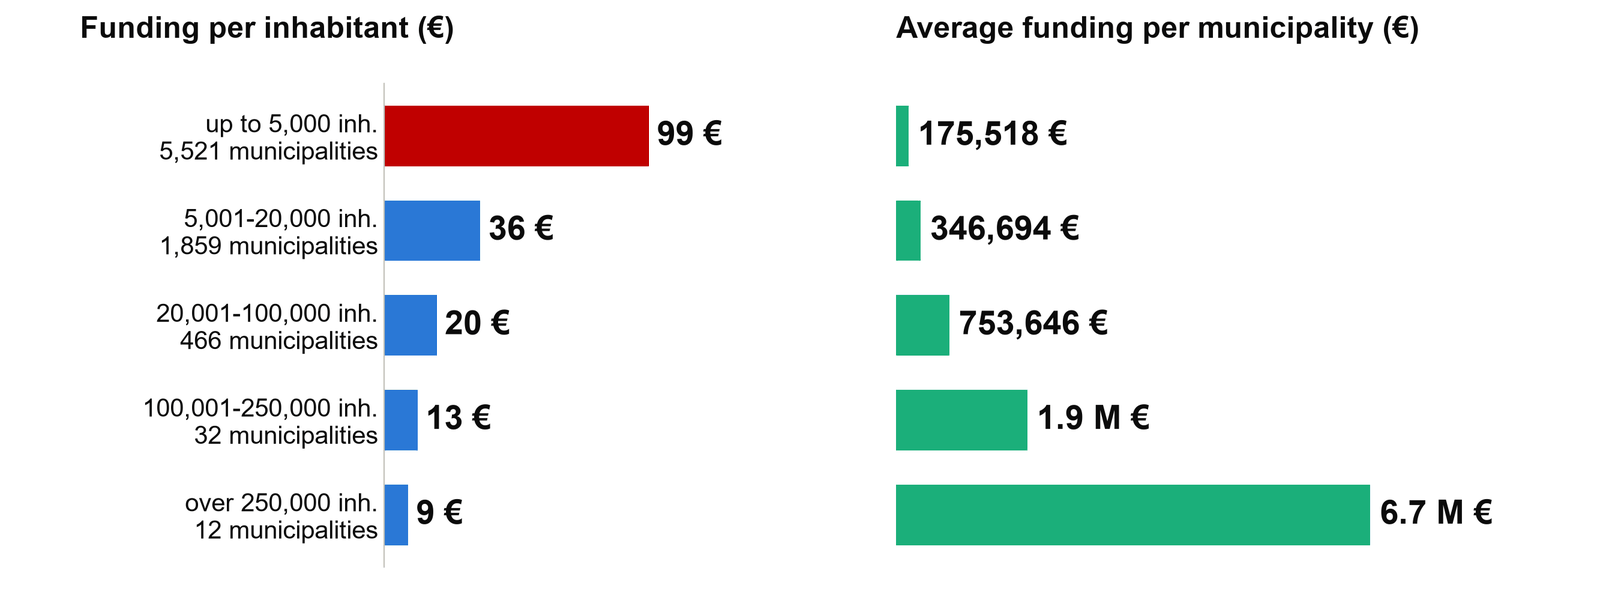 Funding per inhabitant (€)
Average funding per municipality (€)
up to 5,000 inh.
5,521 municipalities
99 €
175,518 €
5,001-20,000 inh.
1,859 municipalities
36 €
346,694 €
20,001-100,000 inh.
466 municipalities
20 €
753,646 €
100,001-250,000 inh.
32 municipalities
13 €
1.9 M €
over 250,000 inh.
12 municipalities
9 €
6.7 M €